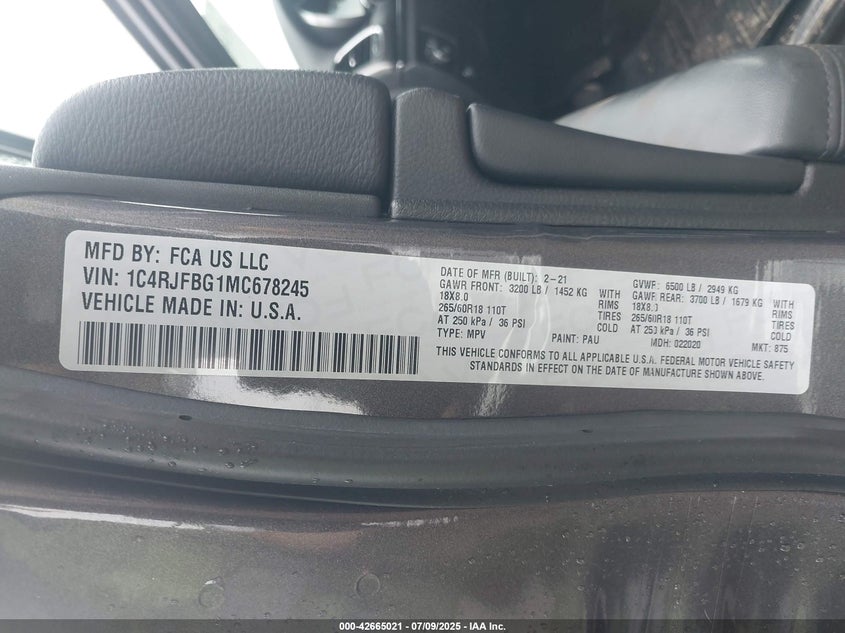 MFD BY: FCA US LLC
VIN: 1C4RJFBG1MC678245
VEHICLE MADE IN: U.S.A.
DATE OF MFR (BUILT): 2-21
GAWR FRONT: 3200 LB / 1452 KG WITH
18X8.0 RIMS
265/60R18 110T TIRES
AT 250 kPa / 36 PSI COLD
TYPE: MPV PAINT: PAU
GVWR: 6500 LB / 2949 KG
GAWR REAR: 3700 LB / 1679 KG WITH
18X8.0 RIMS
265/60R18 110T TIRES
AT 250 kPa / 36 PSI COLD
MDH: 022020 MKT: 875
THIS VEHICLE CONFORMS TO ALL APPLICABLE U.S.A. FEDERAL MOTOR VEHICLE SAFETY
STANDARDS IN EFFECT ON THE DATE OF MANUFACTURE SHOWN ABOVE.
000-42665021 / 07/09/2025 - IAA Inc.